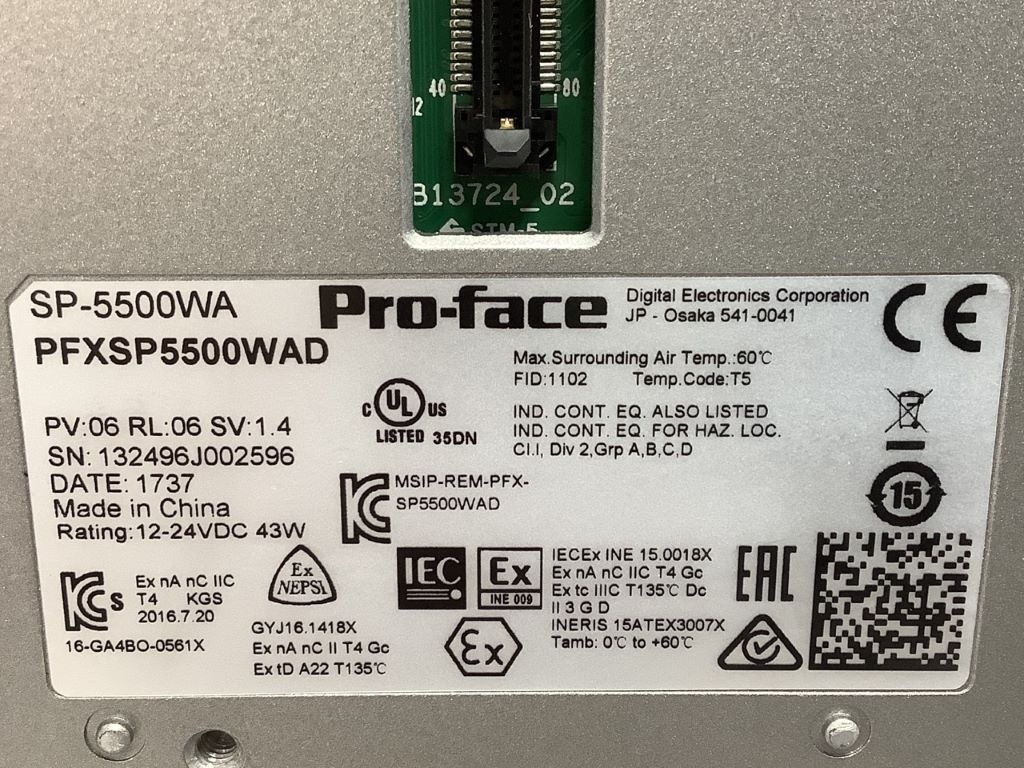 40
80
B13724_02
STM-5
SP-5500WA
PFXSP5500WAD
Pro-face
Digital Electronics Corporation
JP - Osaka 541-0041
CE
Max.Surrounding Air Temp.:60℃
FID:1102 Temp.Code:T5
c UL US
LISTED 35DN
IND. CONT. EQ. ALSO LISTED
IND. CONT. EQ. FOR HAZ. LOC.
Cl.I, Div 2,Grp A,B,C,D
PV:06 RL:06 SV:1.4
SN: 132496J002596
DATE: 1737
Made in China
Rating:12-24VDC 43W
KC
MSIP-REM-PFX-
SP5500WAD
15
KCs
Ex nA nC IIC
T4 KGS
2016.7.20
16-GA4BO-0561X
Ex
NEPSI
GYJ16.1418X
Ex nA nC II T4 Gc
Ex tD A22 T135℃
IEC
Ex
INE 009
Ex
IECEx INE 15.0018X
Ex nA nC IIC T4 Gc
Ex tc IIIC T135℃ Dc
II 3 G D
INERIS 15ATEX3007X
Tamb: 0℃ to +60℃
EAC